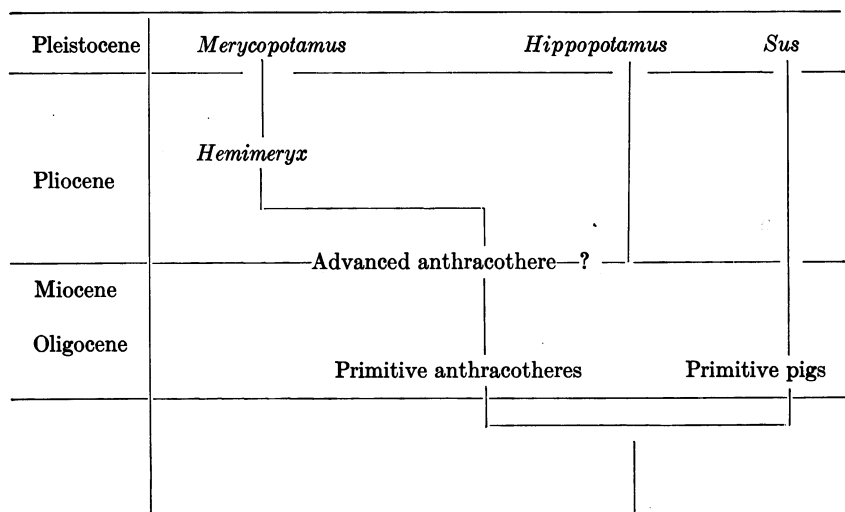 Pleistocene Merycopotamus Hippopotamus Sus
Hemimeryx
Pliocene
Advanced anthracothere—?
Miocene
Oligocene
Primitive anthracotheres Primitive pigs